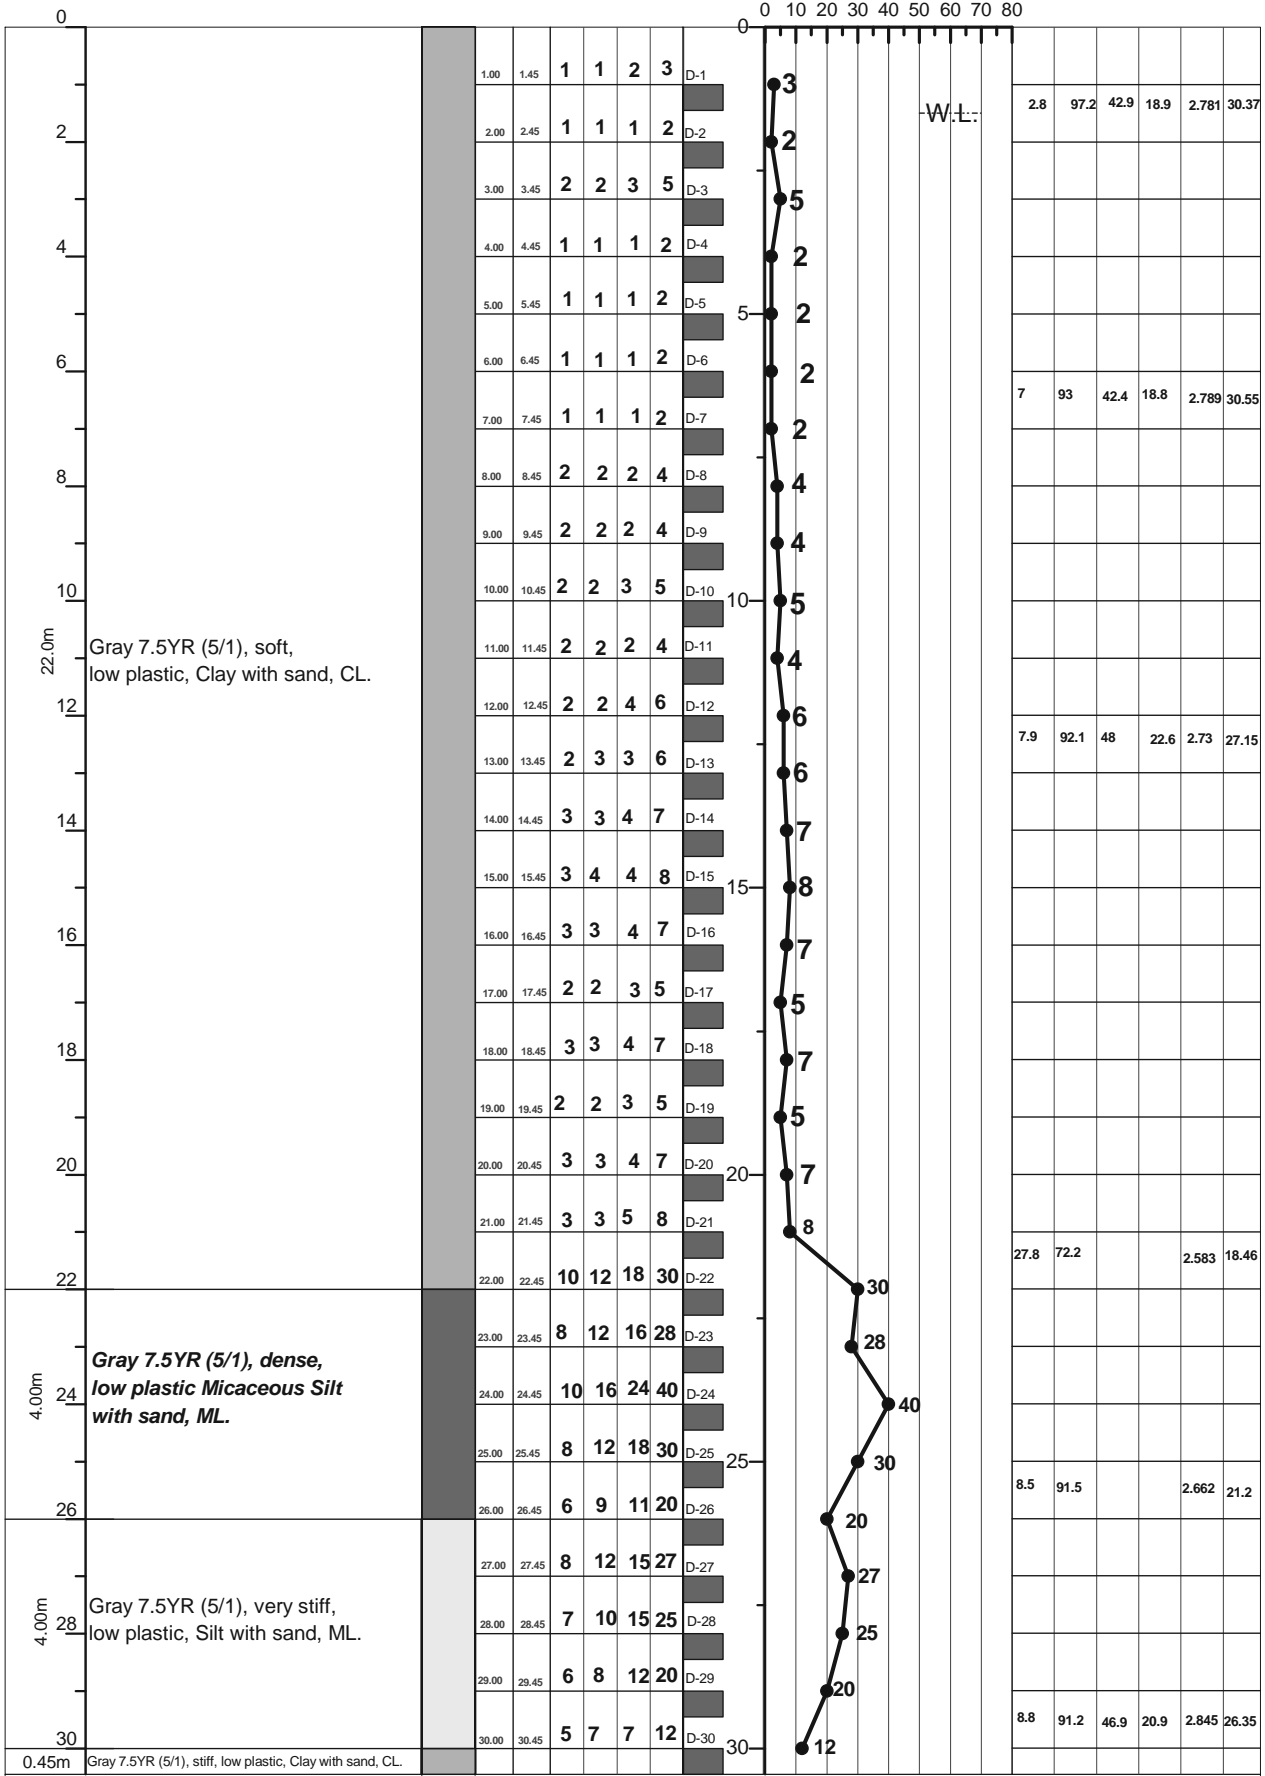 0 10 20 30 40 50 60 70 80
0 0
1.00 1.45 1 1 2 3 D-1 3
2.8 97.2 42.9 18.9 2.781 30.37
W.L.
2 2.00 2.45 1 1 1 2 D-2 2
3.00 3.45 2 2 3 5 D-3 5
4 4.00 4.45 1 1 1 2 D-4 2
5.00 5.45 1 1 1 2 D-5 5 2
6 6.00 6.45 1 1 1 2 D-6 2
7 93 42.4 18.8 2.789 30.55
7.00 7.45 1 1 1 2 D-7 2
8 8.00 8.45 2 2 2 4 D-8 4
9.00 9.45 2 2 2 4 D-9 4
10 10.00 10.45 2 2 3 5 D-10 10 5
22.0m
Gray 7.5YR (5/1), soft,
low plastic, Clay with sand, CL.
11.00 11.45 2 2 2 4 D-11 4
12 12.00 12.45 2 2 4 6 D-12 6
7.9 92.1 48 22.6 2.73 27.15
13.00 13.45 2 3 3 6 D-13 6
14 14.00 14.45 3 3 4 7 D-14 7
15.00 15.45 3 4 4 8 D-15 15 8
16 16.00 16.45 3 3 4 7 D-16 7
17.00 17.45 2 2 3 5 D-17 5
18 18.00 18.45 3 3 4 7 D-18 7
19.00 19.45 2 2 3 5 D-19 5
20 20.00 20.45 3 3 4 7 D-20 20 7
21.00 21.45 3 3 5 8 D-21 8
27.8 72.2 2.583 18.46
22 22.00 22.45 10 12 18 30 D-22 30
23.00 23.45 8 12 16 28 D-23 28
4.00m
Gray 7.5YR (5/1), dense,
low plastic Micaceous Silt
with sand, ML.
24 24.00 24.45 10 16 24 40 D-24 40
25.00 25.45 8 12 18 30 D-25 25 30
8.5 91.5 2.662 21.2
26 26.00 26.45 6 9 11 20 D-26 20
27.00 27.45 8 12 15 27 D-27 27
4.00m
Gray 7.5YR (5/1), very stiff,
low plastic, Silt with sand, ML.
28 28.00 28.45 7 10 15 25 D-28 25
29.00 29.45 6 8 12 20 D-29 20
8.8 91.2 46.9 20.9 2.845 26.35
30 30.00 30.45 5 7 7 12 D-30 30 12
0.45m Gray 7.5YR (5/1), stiff, low plastic, Clay with sand, CL.